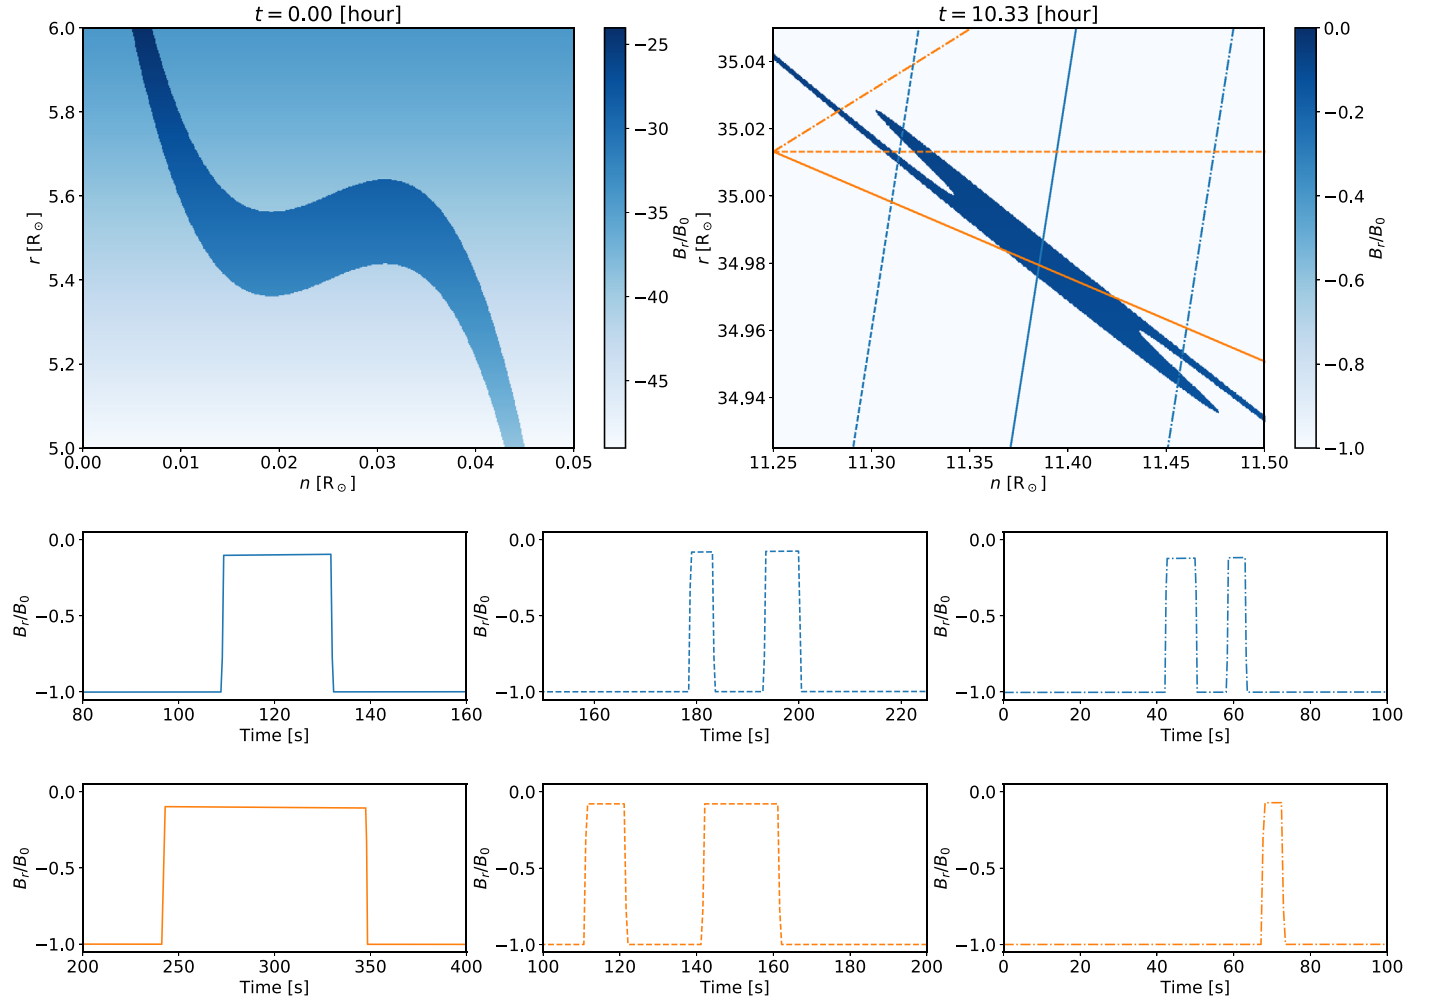 t = 0.00 [hour]
6.0
5.8
5.6
5.4
5.2
5.0
r [R⊙]
0.00 0.01 0.02 0.03 0.04 0.05
n [R⊙]
−25
−30
−35
−40
−45
B_r/B_0
t = 10.33 [hour]
35.04
35.02
35.00
34.98
34.96
34.94
r [R⊙]
11.25 11.30 11.35 11.40 11.45 11.50
n [R⊙]
0.0
−0.2
−0.4
−0.6
−0.8
−1.0
B_r/B_0
0.0
−0.5
−1.0
B_r/B_0
80 100 120 140 160
Time [s]
0.0
−0.5
−1.0
B_r/B_0
160 180 200 220
Time [s]
0.0
−0.5
−1.0
B_r/B_0
0 20 40 60 80 100
Time [s]
0.0
−0.5
−1.0
B_r/B_0
200 250 300 350 400
Time [s]
0.0
−0.5
−1.0
B_r/B_0
100 120 140 160 180 200
Time [s]
0.0
−0.5
−1.0
B_r/B_0
0 20 40 60 80 100
Time [s]